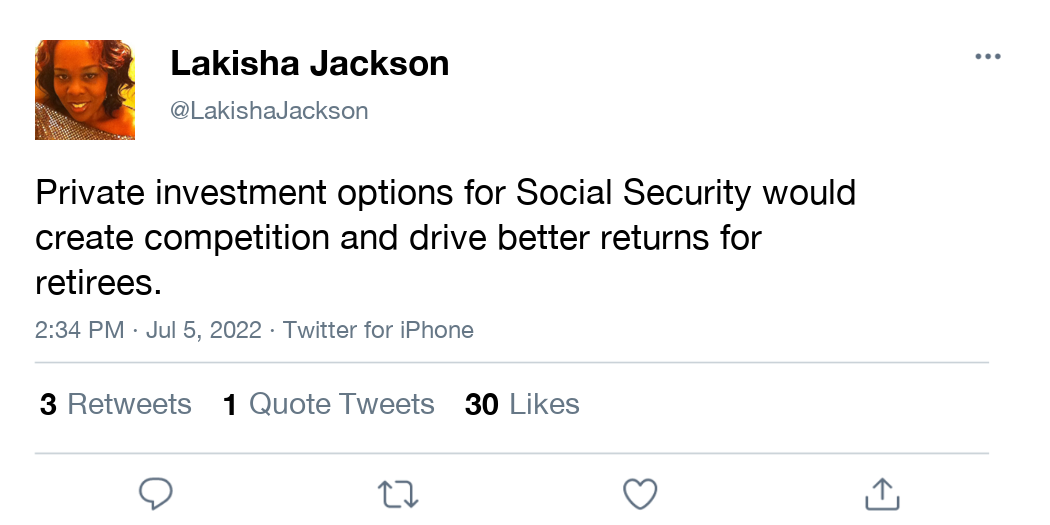 Lakisha Jackson
@LakishaJackson
Private investment options for Social Security would
create competition and drive better returns for
retirees.
2:34 PM · Jul 5, 2022 · Twitter for iPhone
3 Retweets 1 Quote Tweets 30 Likes